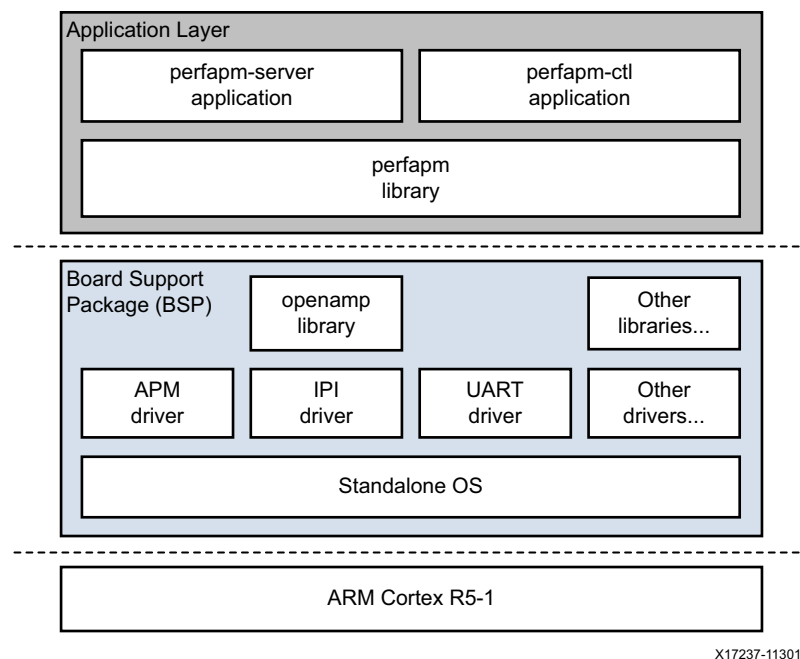 Application Layer
perfapm-server
application
perfapm-ctl
application
perfapm
library
Board Support
Package (BSP)
openamp
library
Other
libraries...
APM
driver
IPI
driver
UART
driver
Other
drivers...
Standalone OS
ARM Cortex R5-1
X17237-11301